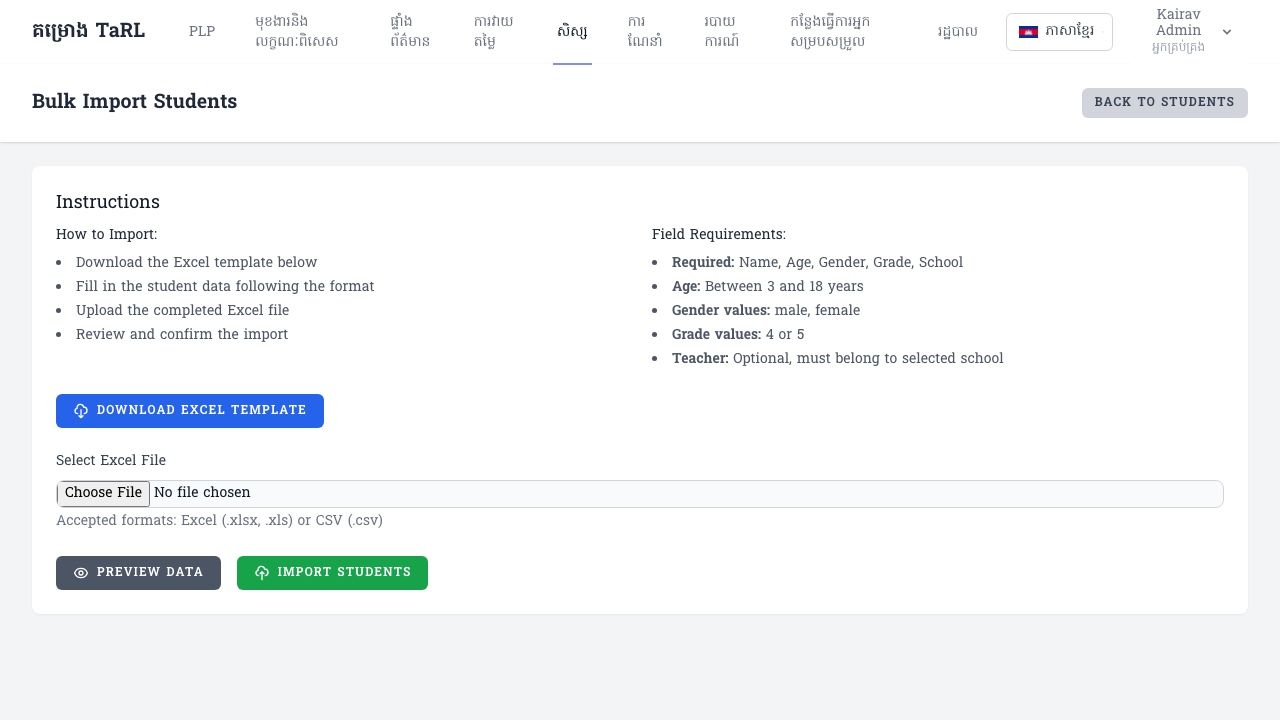 គម្រោង TaRL
PLP
មុខងារនិង
លក្ខណៈពិសេស
ផ្ទាំង
ព័ត៌មាន
ការវាយ
តម្លៃ
សិស្ស
ការ
ណែនាំ
របាយ
ការណ៍
កន្លែងធ្វើការអ្នក
សម្របសម្រួល
រដ្ឋបាល
ភាសាខ្មែរ
Kairav
Admin
អ្នកគ្រប់គ្រង
Bulk Import Students
BACK TO STUDENTS
Instructions
How to Import:
Download the Excel template below
Fill in the student data following the format
Upload the completed Excel file
Review and confirm the import
Field Requirements:
Required: Name, Age, Gender, Grade, School
Age: Between 3 and 18 years
Gender values: male, female
Grade values: 4 or 5
Teacher: Optional, must belong to selected school
DOWNLOAD EXCEL TEMPLATE
Select Excel File
Choose File No file chosen
Accepted formats: Excel (.xlsx, .xls) or CSV (.csv)
PREVIEW DATA
IMPORT STUDENTS